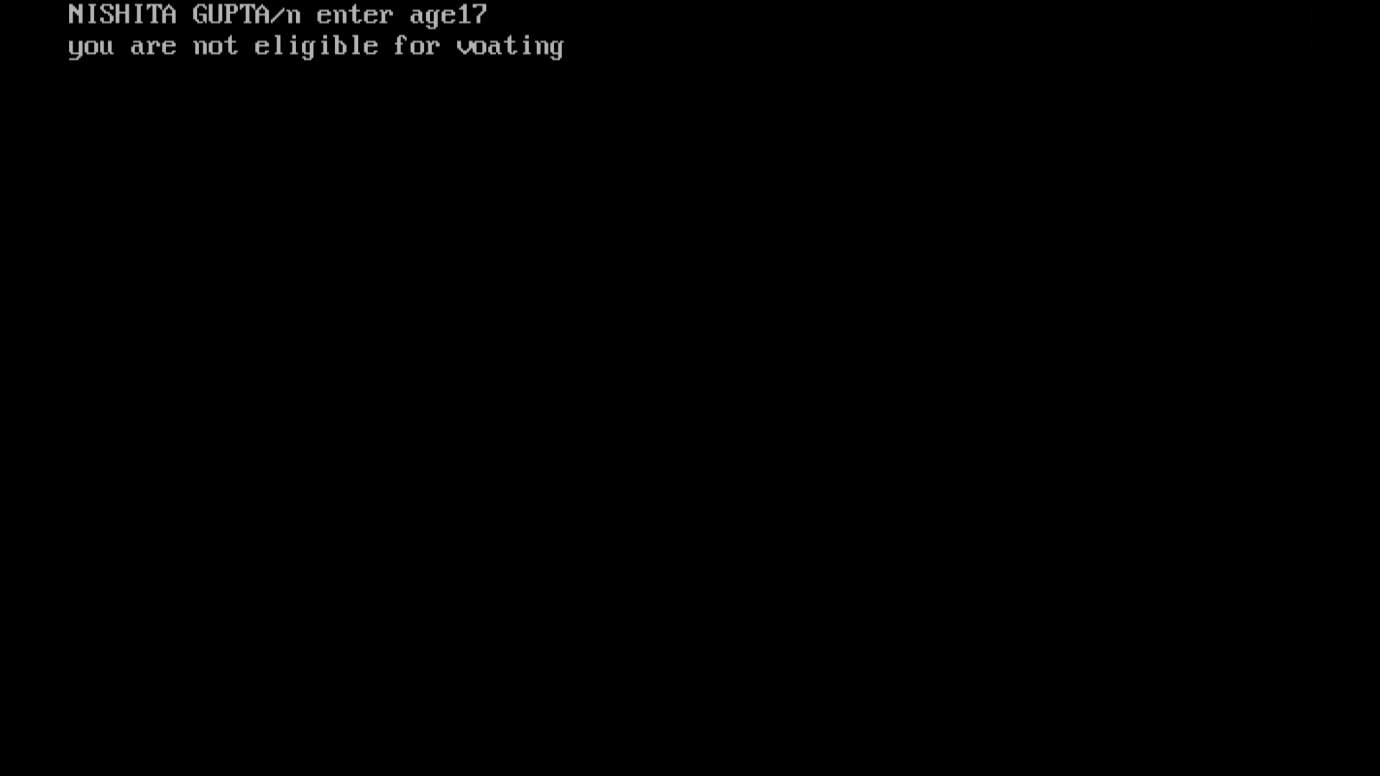 NISHITA GUPTA/n enter age17
you are not eligible for voating